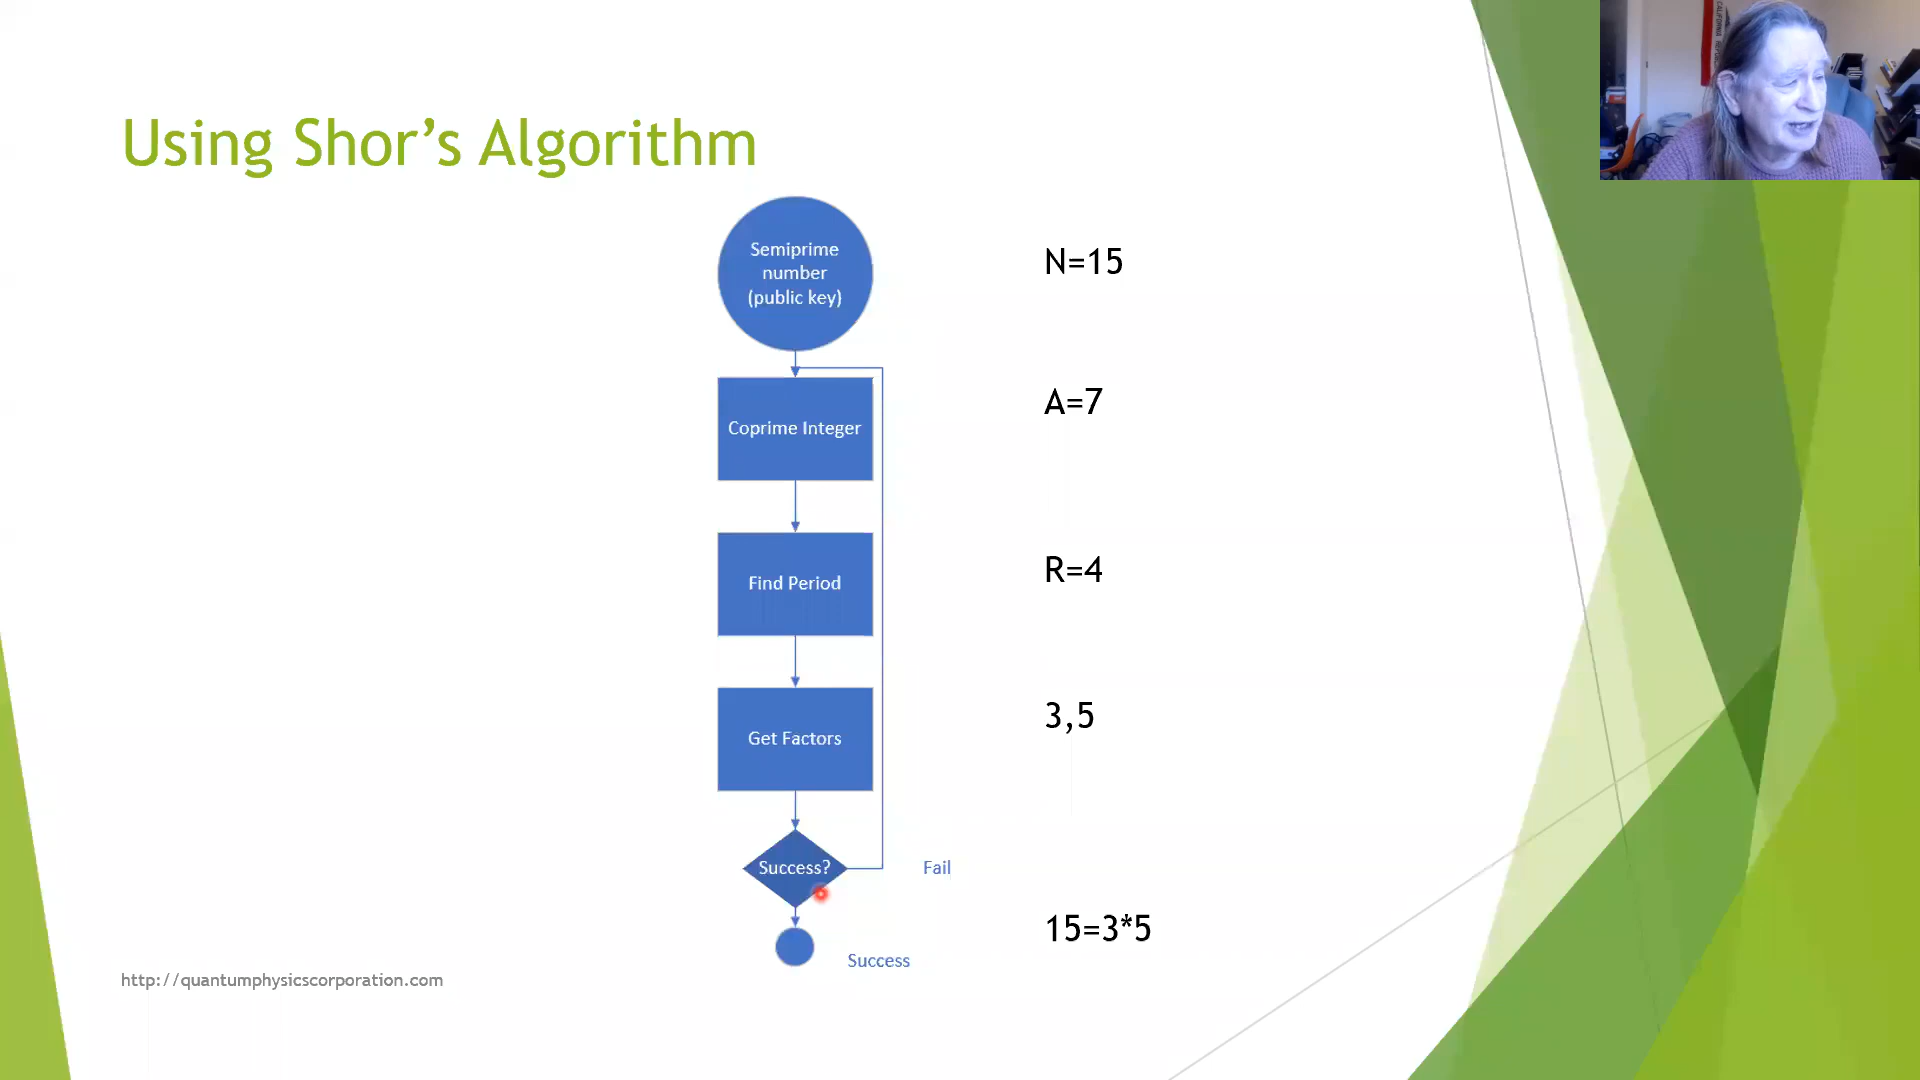 Using Shor's Algorithm
Semiprime
number
(public key)
N=15
Coprime Integer
A=7
Find Period
R=4
Get Factors
3,5
Success?
Fail
15=3*5
Success
http://quantumphysicscorporation.com